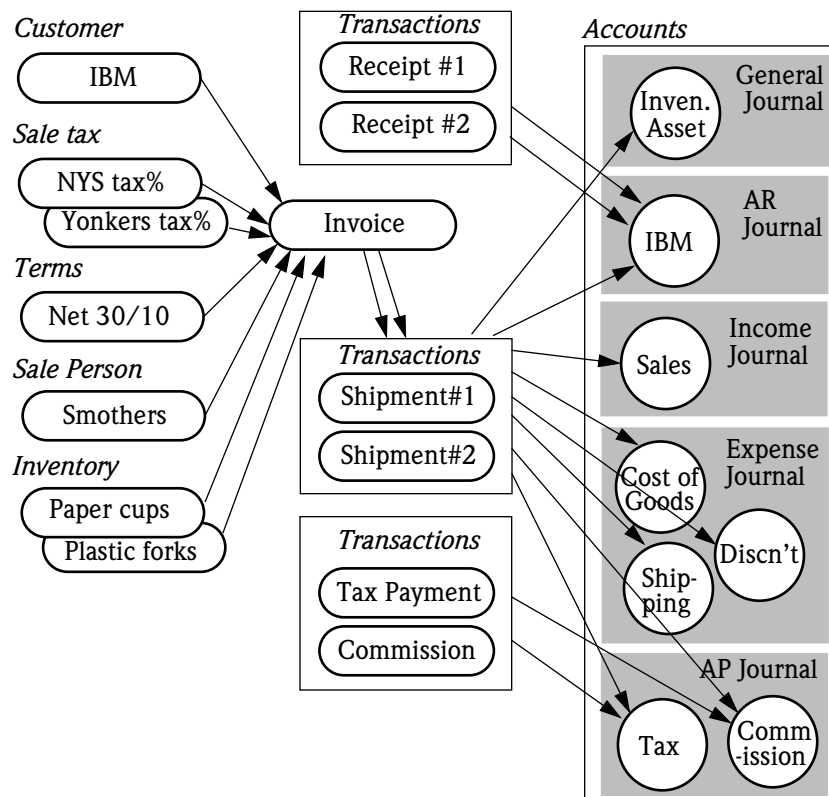 Customer
IBM
Sale tax
NYS tax%
Yonkers tax%
Terms
Net 30/10
Sale Person
Smothers
Inventory
Paper cups
Plastic forks
Invoice
Transactions
Receipt #1
Receipt #2
Transactions
Shipment#1
Shipment#2
Transactions
Tax Payment
Commission
Accounts
General
Journal
Inven.
Asset
AR
Journal
IBM
Income
Journal
Sales
Expense
Journal
Cost of
Goods
Discn't
Ship-
ping
AP Journal
Tax
Comm
-ission